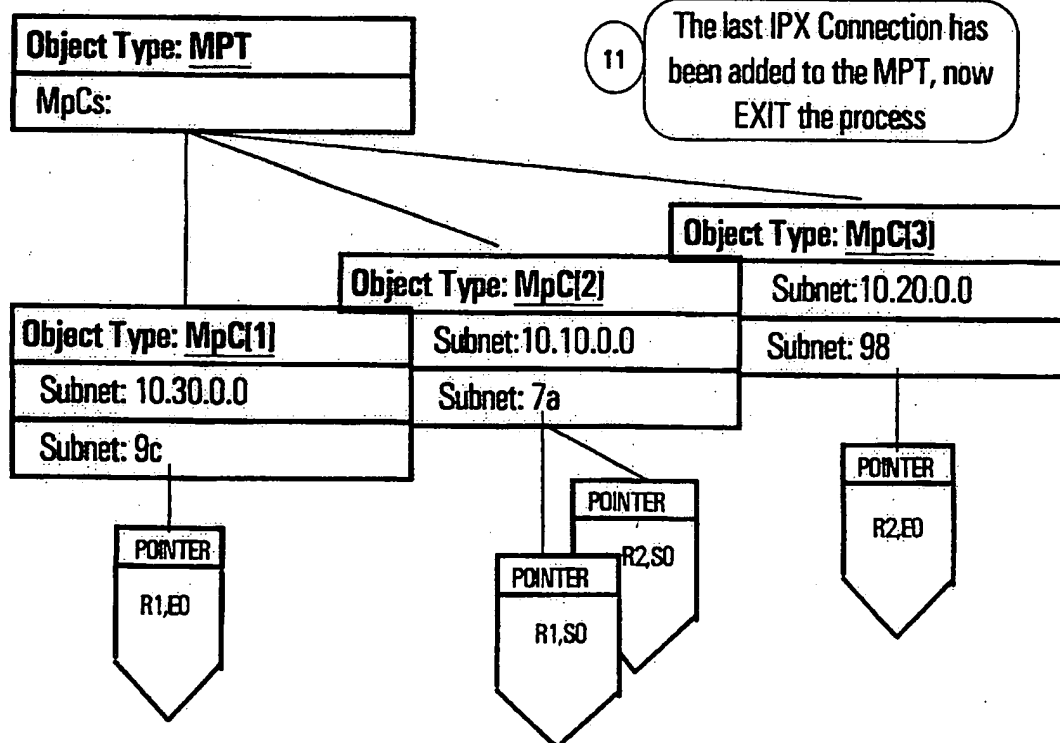 Object Type: MPT
MpCs:
11
The last IPX Connection has
been added to the MPT, now
EXIT the process
Object Type: MpC[3]
Subnet:10.20.0.0
Subnet: 98
Object Type: MpC[2]
Subnet:10.10.0.0
Subnet: 7a
Object Type: MpC[1]
Subnet: 10.30.0.0
Subnet: 9c
POINTER
R1,E0
POINTER
R1,S0
POINTER
R2,S0
POINTER
R2,E0